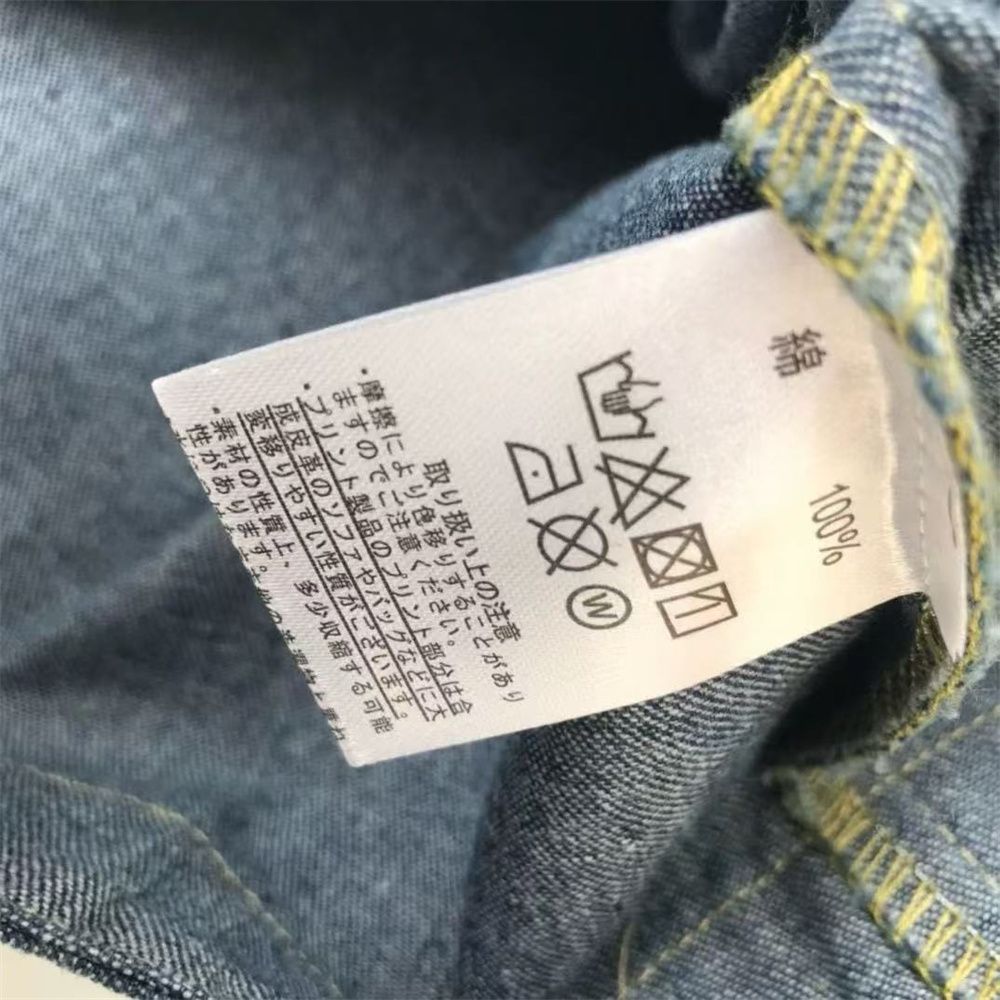 綿
100%
W
取り扱い上の注意
・摩擦により色移りすることがあり
ますのでご注意ください。
・プリント製品のプリント部分は合
成皮革のソファやバッグなどに大
変移りやすい性質がございます。
・素材の性質上、多少収縮する可能
性があります。